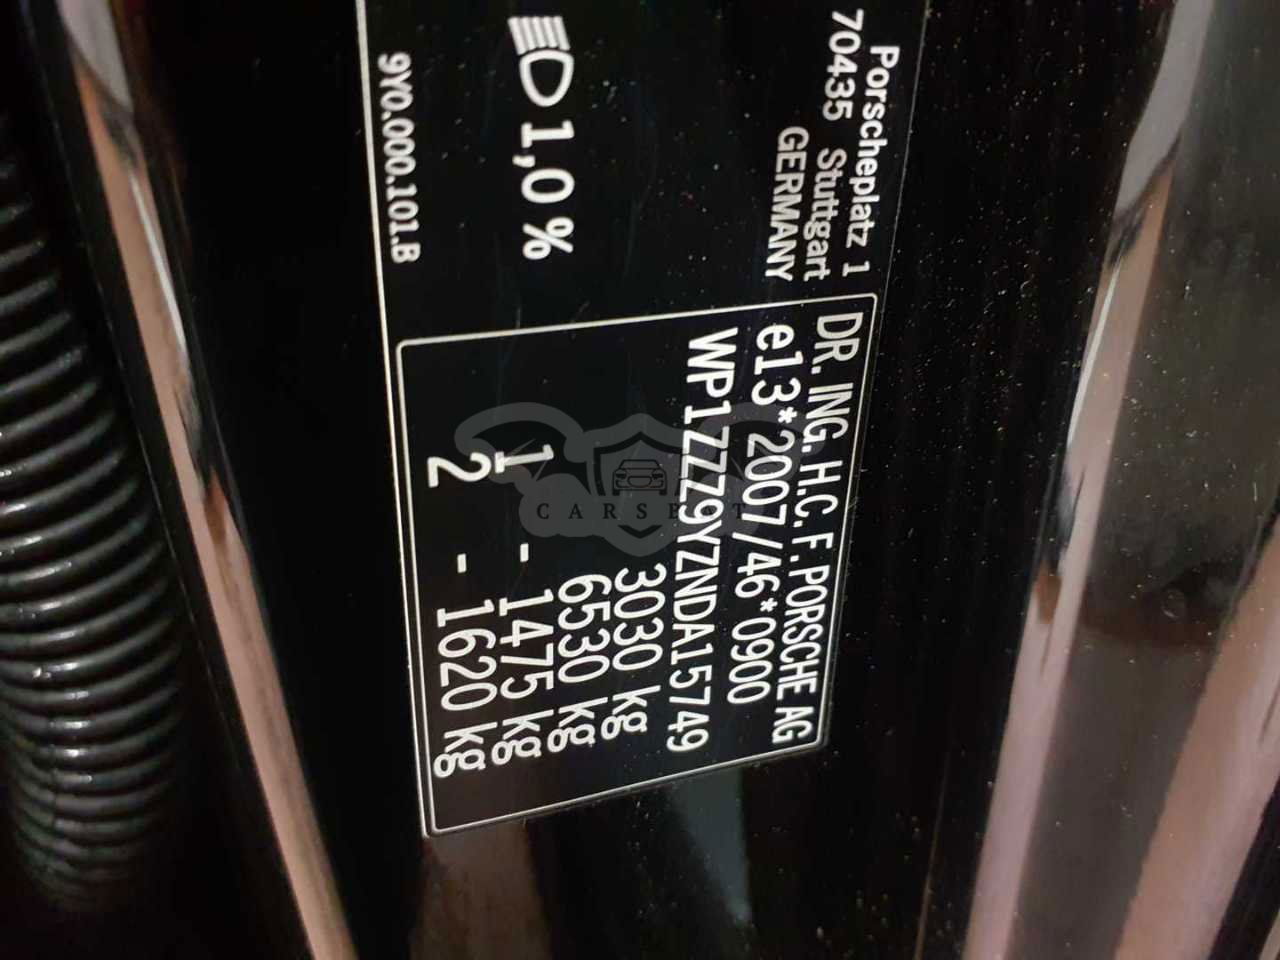 Porscheplatz 1
70435 Stuttgart
GERMANY
1,0 %
9Y0.000.101.B
DR. ING. H.C. F. PORSCHE AG
e13*2007/46*0900
WP1ZZZ9YZNDA15749
3030 kg
6530 kg
1 - 1475 kg
2 - 1620 kg
CARSPOT